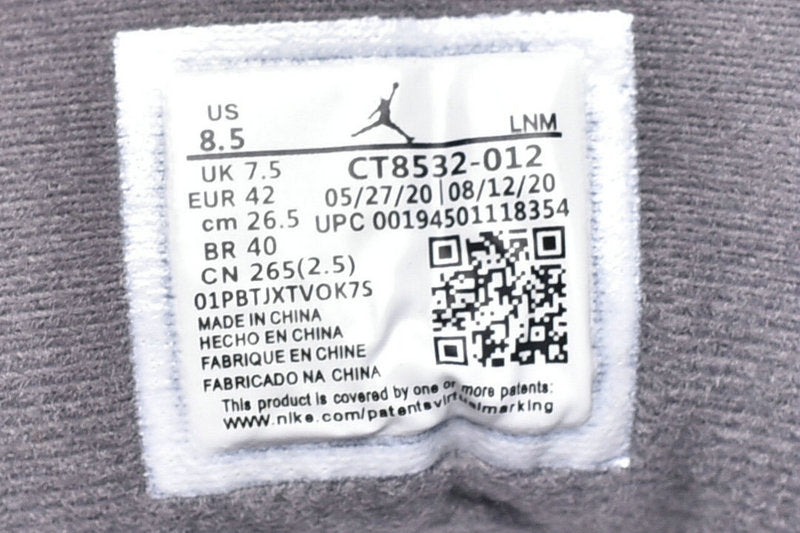 US
8.5
LNM
UK 7.5
CT8532-012
EUR 42
05/27/20 | 08/12/20
cm 26.5
UPC 00194501118354
BR 40
CN 265(2.5)
01PBTJXTVOK7S
MADE IN CHINA
HECHO EN CHINA
FABRIQUE EN CHINE
FABRICADO NA CHINA
This product is covered by one or more patents:
www.nike.com/patentsvirtualmarking